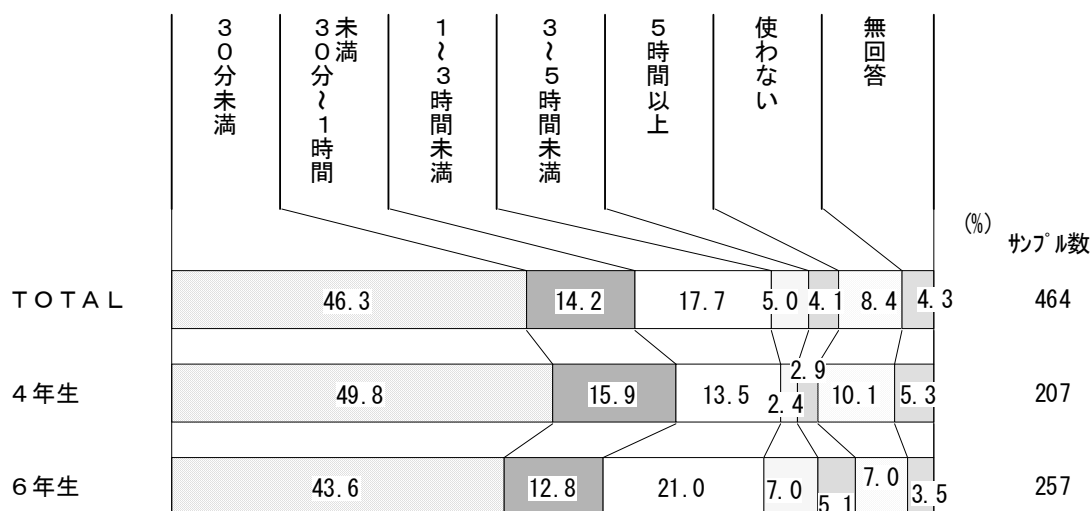 30分未満
30分~1時間
未満
1~3時間未満
3~5時間未満
5時間以上
使わない
無回答
(%)
サンプル数
TOTAL 46.3 14.2 17.7 5.0 4.1 8.4 4.3 464
4年生 49.8 15.9 13.5 2.4 2.9 10.1 5.3 207
6年生 43.6 12.8 21.0 7.0 5.1 7.0 3.5 257